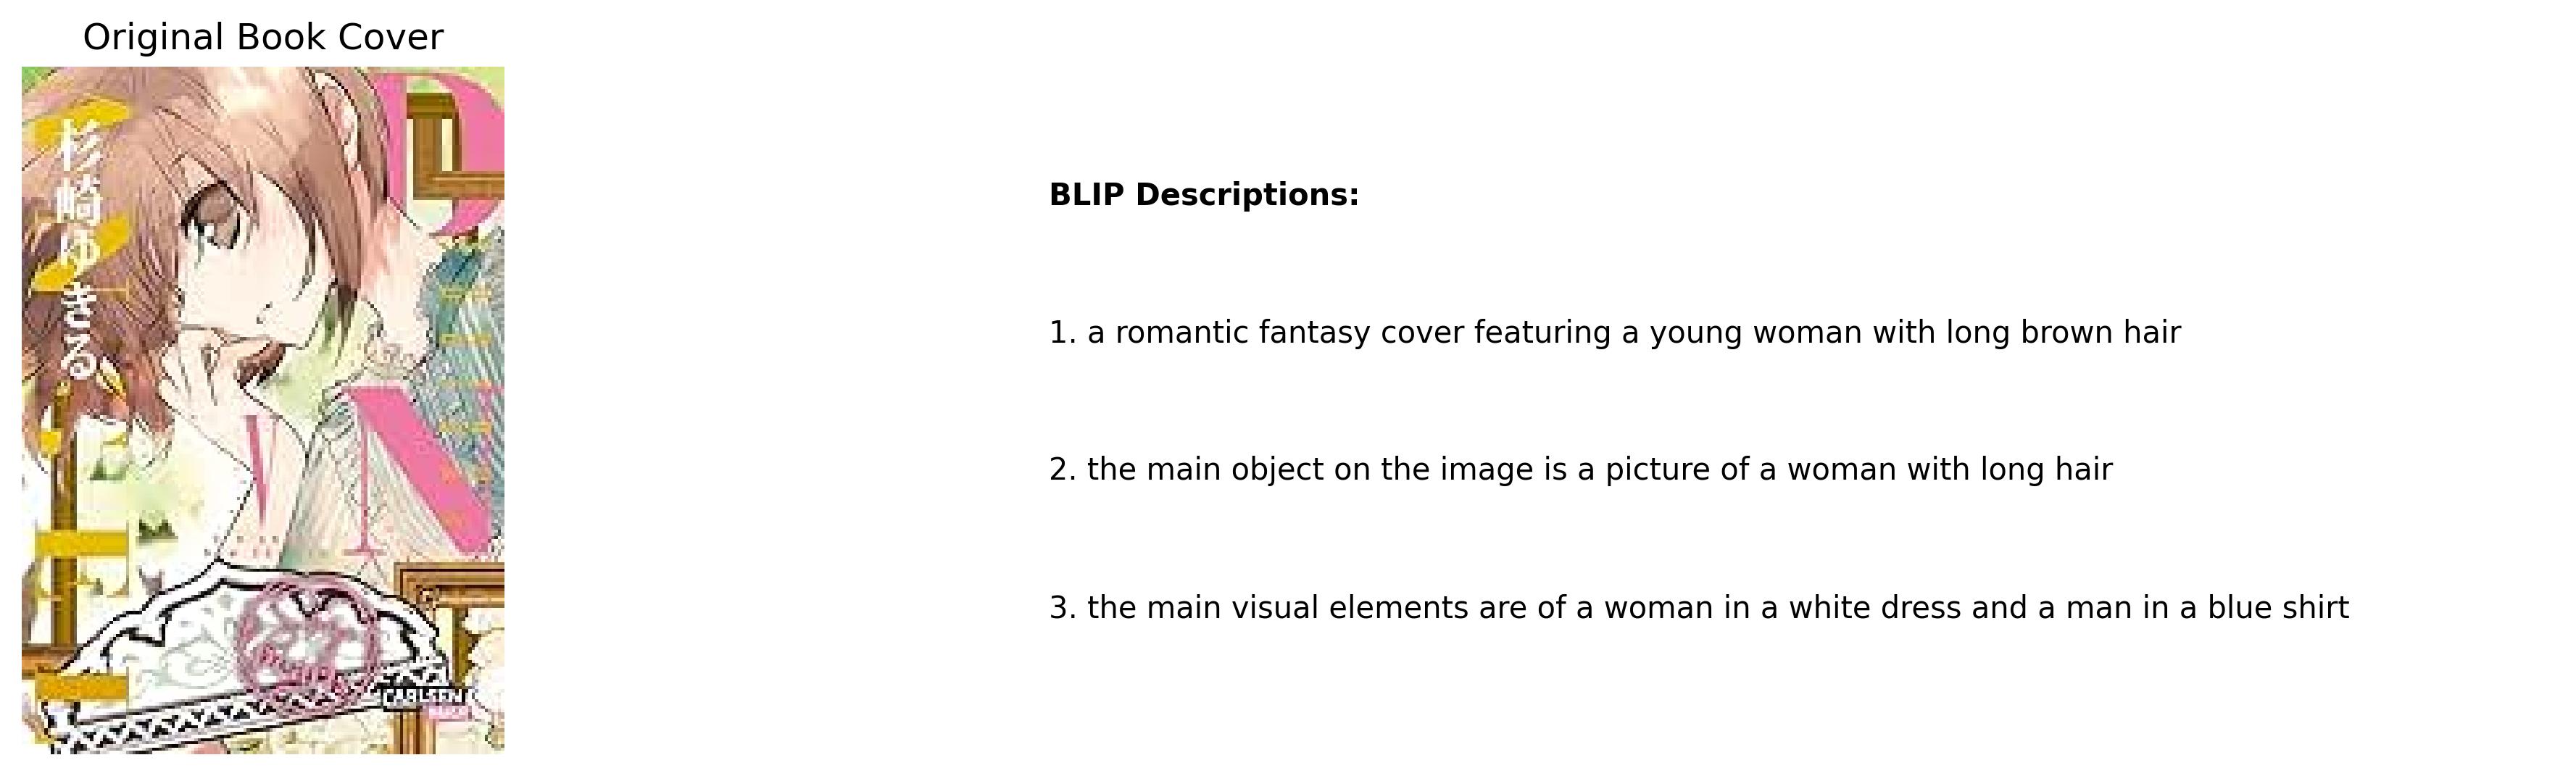 Original Book Cover
杉崎ゆきる
D
N
CARLSEN
BLIP Descriptions:
1. a romantic fantasy cover featuring a young woman with long brown hair
2. the main object on the image is a picture of a woman with long hair
3. the main visual elements are of a woman in a white dress and a man in a blue shirt